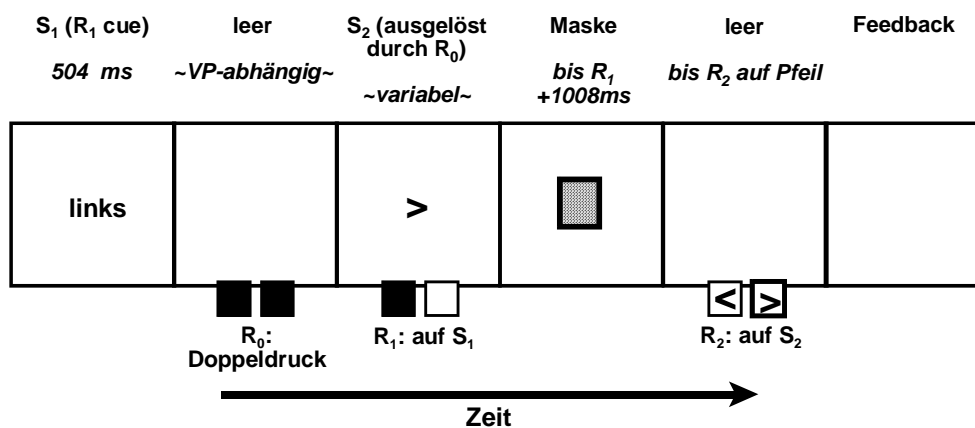 S₁ (R₁ cue)
504 ms
leer
~VP-abhängig~
S₂ (ausgelöst
durch R₀)
~variabel~
Maske
bis R₁
+1008ms
leer
bis R₂ auf Pfeil
Feedback
links
>
< >
R₀:
Doppeldruck
R₁: auf S₁
R₂: auf S₂
Zeit